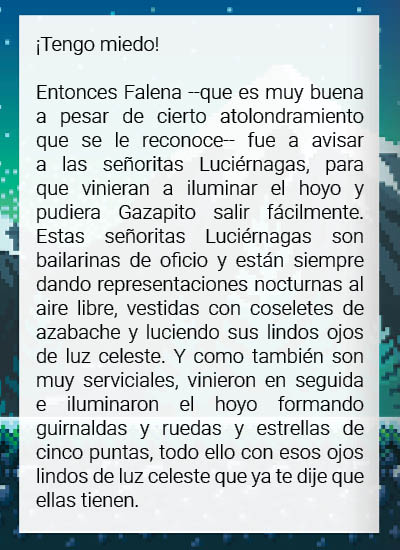 ¡Tengo miedo!
Entonces Falena --que es muy buena
a pesar de cierto atolondramiento
que se le reconoce-- fue a avisar
a las señoritas Luciérnagas, para
que vinieran a iluminar el hoyo y
pudiera Gazapito salir fácilmente.
Estas señoritas Luciérnagas son
bailarinas de oficio y están siempre
dando representaciones nocturnas al
aire libre, vestidas con coseletes de
azabache y luciendo sus lindos ojos
de luz celeste. Y como también son
muy serviciales, vinieron en seguida
e iluminaron el hoyo formando
guirnaldas y ruedas y estrellas de
cinco puntas, todo ello con esos ojos
lindos de luz celeste que ya te dije que
ellas tienen.